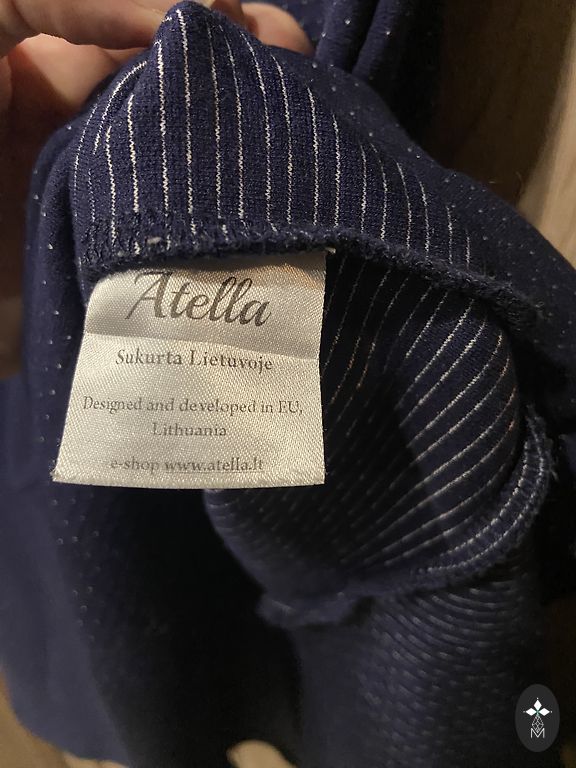 Atella
Sukurta Lietuvoje
Designed and developed in EU,
Lithuania
e-shop www.atella.lt
M